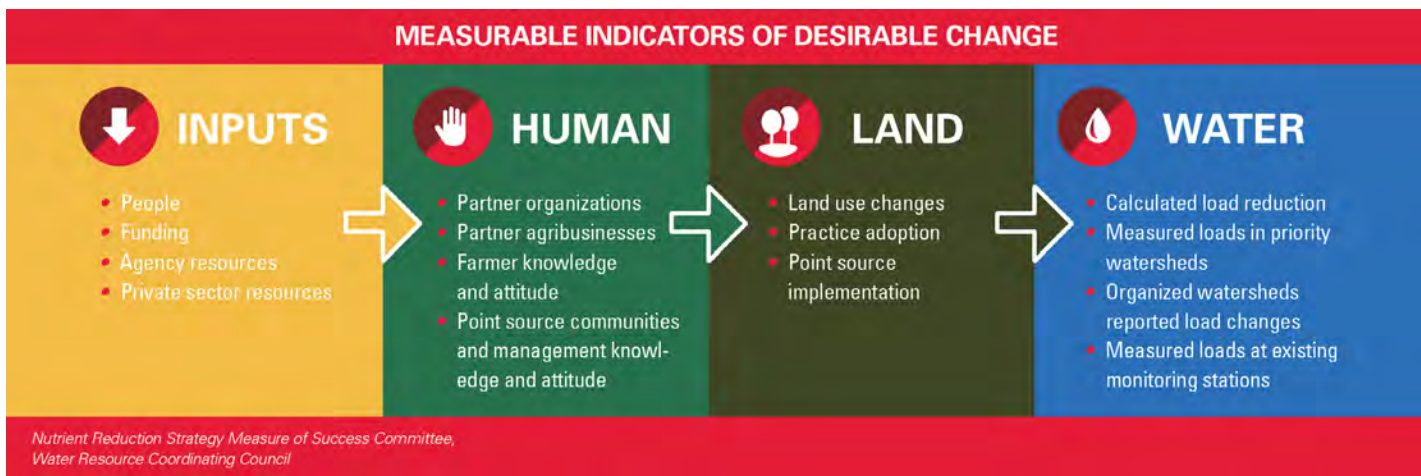 MEASURABLE INDICATORS OF DESIRABLE CHANGE
INPUTS
• People
• Funding
• Agency resources
• Private sector resources
HUMAN
• Partner organizations
• Partner agribusinesses
• Farmer knowledge
and attitude
• Point source communities
and management knowl-
edge and attitude
LAND
• Land use changes
• Practice adoption
• Point source
implementation
WATER
• Calculated load reduction
• Measured loads in priority
watersheds
• Organized watersheds
reported load changes
• Measured loads at existing
monitoring stations
Nutrient Reduction Strategy Measure of Success Committee,
Water Resource Coordinating Council